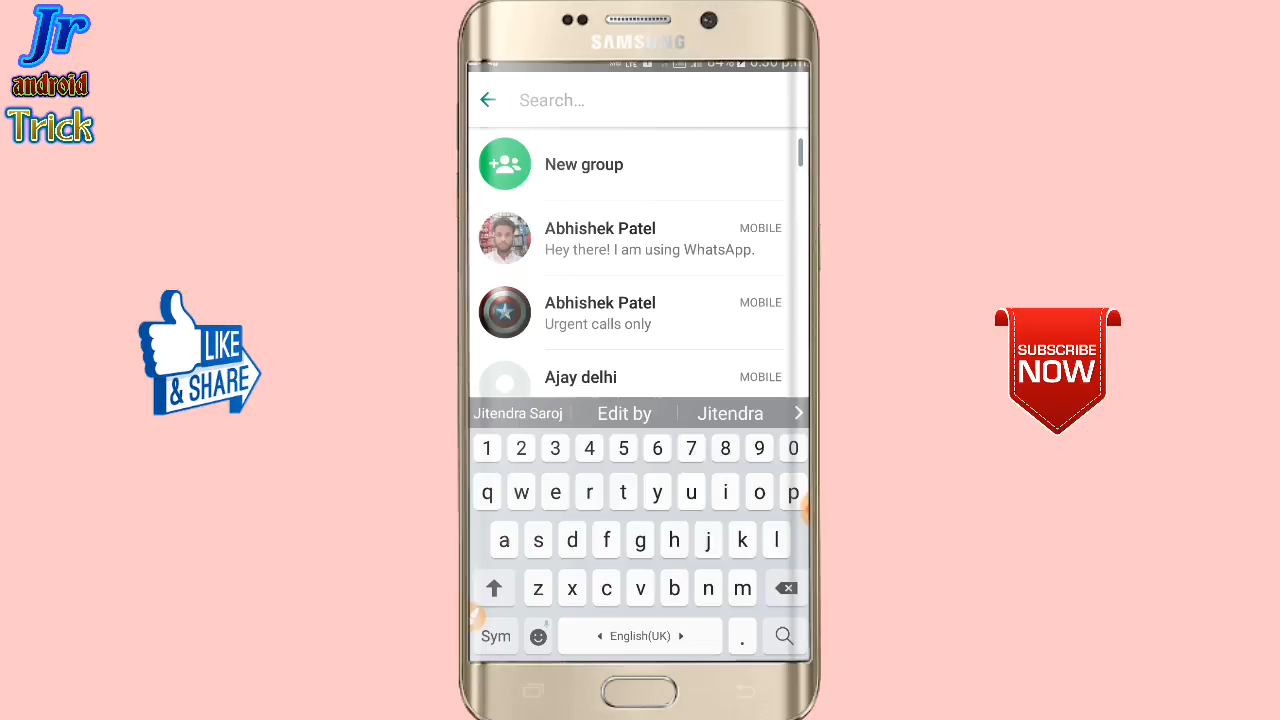 Jr
android
Trick
SAMSUNG
Search...
New group
Abhishek Patel
MOBILE
Hey there! I am using WhatsApp.
Abhishek Patel
MOBILE
Urgent calls only
Ajay delhi
MOBILE
Jitendra Saroj
Edit by
Jitendra
1 2 3 4 5 6 7 8 9 0
q w e r t y u i o p
a s d f g h j k l
z x c v b n m
Sym
English(UK)
.
LIKE
& SHARE
SUBSCRIBE
NOW